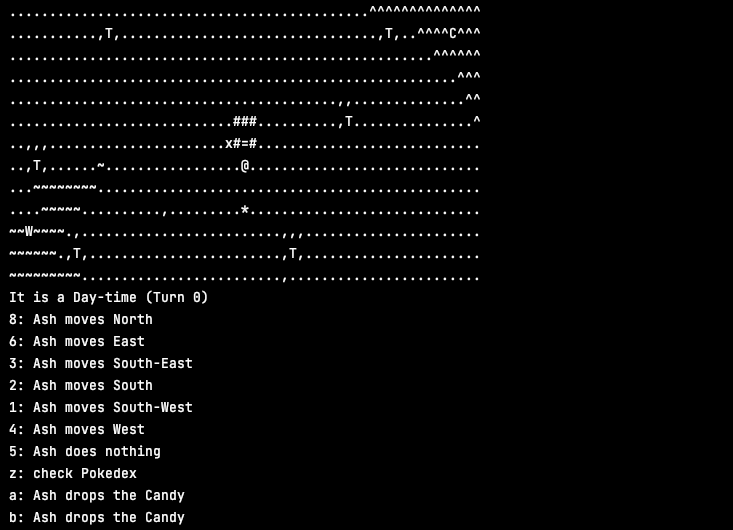 .............................................^^^^^^^^^^^^^^
...........,T,................................,T,..^^^^C^^^
.....................................................^^^^^^
........................................................^^^
.........................................,,..............^^
............................###..........,T...............^
..,,,......................x#=#............................
..,T,......~.................@.............................
...~~~~~~~~................................................
....~~~~~..........,.........*.............................
~~W~~~~.,.........................,,,......................
~~~~~~.,T,........................,T,......................
~~~~~~~~~.........................,........................
It is a Day-time (Turn 0)
8: Ash moves North
6: Ash moves East
3: Ash moves South-East
2: Ash moves South
1: Ash moves South-West
4: Ash moves West
5: Ash does nothing
z: check Pokedex
a: Ash drops the Candy
b: Ash drops the Candy